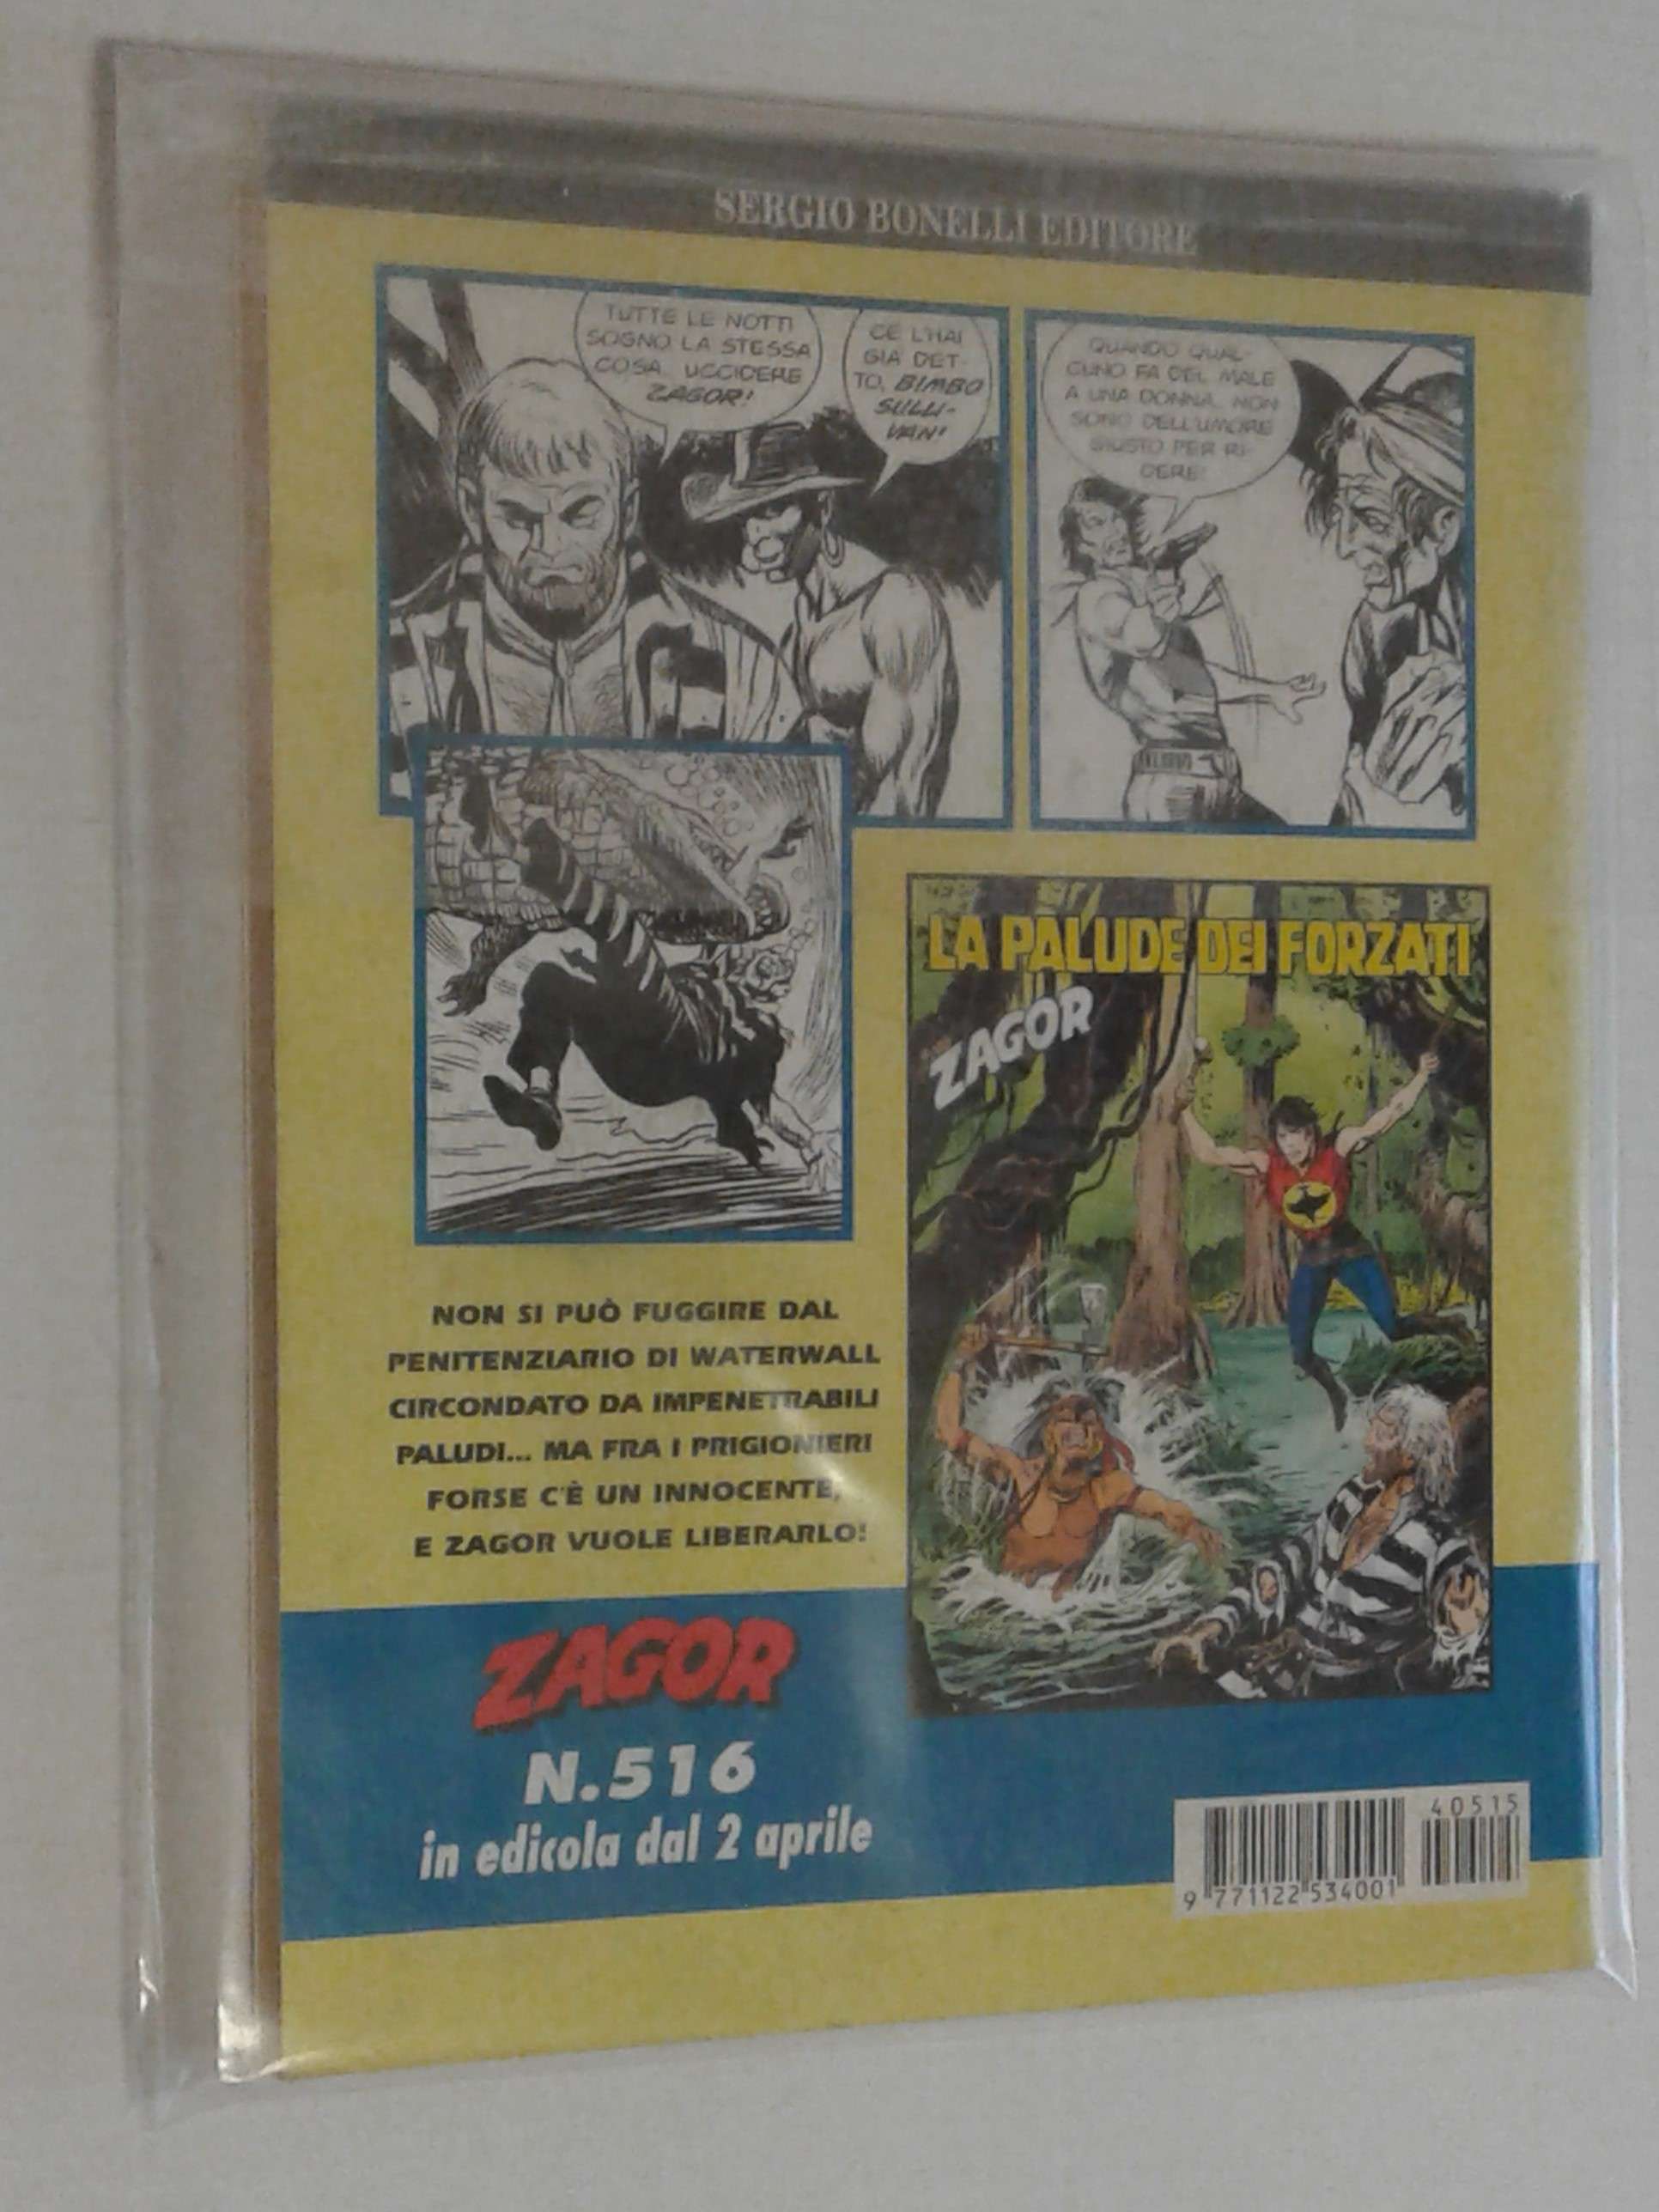 SERGIO BONELLI EDITORE
TUTTE LE NOTTI
SOGNO LA STESSA
COSA. UCCIDERE
ZAGOR!
CE L'HAI
GIÀ DET-
TO, BIMBO
SULLI-
VAN!
QUANDO QUAL-
CUNO FA DEL MALE
A UNA DONNA, NON
SONO DELL'UMORE
GIUSTO PER RI-
DERE!
LA PALUDE DEI FORZATI
ZAGOR
NON SI PUÒ FUGGIRE DAL
PENITENZIARIO DI WATERWALL
CIRCONDATO DA IMPENETRABILI
PALUDI... MA FRA I PRIGIONIERI
FORSE C'È UN INNOCENTE,
E ZAGOR VUOLE LIBERARLO!
ZAGOR
N.516
in edicola dal 2 aprile
40515
9 771122 534001